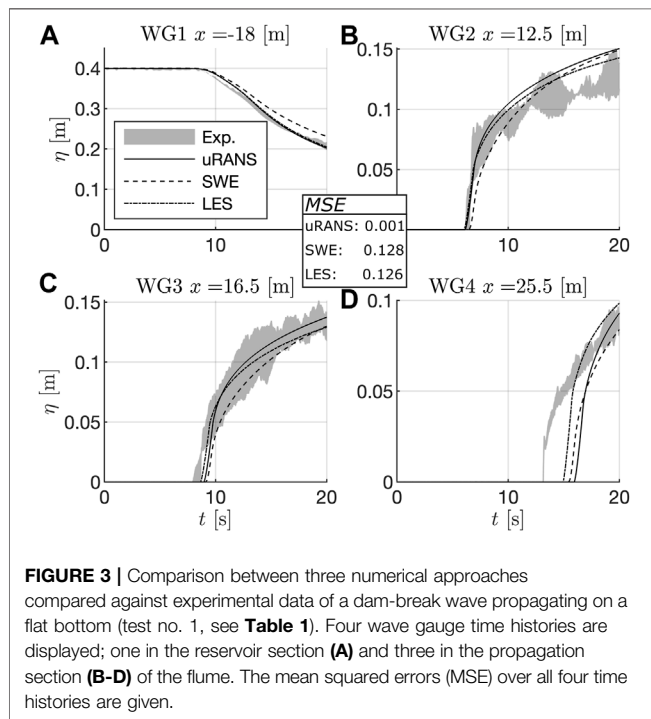 A WG1 x =-18 [m]
B WG2 x =12.5 [m]
0.4
0.3
0.2
0.1
0
η [m]
Exp.
uRANS
SWE
LES
0 10 20
0.15
0.1
0.05
0 10 20
MSE
uRANS: 0.001
SWE: 0.128
LES: 0.126
C WG3 x =16.5 [m]
D WG4 x =25.5 [m]
0.15
0.1
0.05
0
η [m]
0 10 20
t [s]
0.1
0.05
0
0 10 20
t [s]
FIGURE 3 | Comparison between three numerical approaches
compared against experimental data of a dam-break wave propagating on a
flat bottom (test no. 1, see Table 1). Four wave gauge time histories are
displayed; one in the reservoir section (A) and three in the propagation
section (B-D) of the flume. The mean squared errors (MSE) over all four time
histories are given.